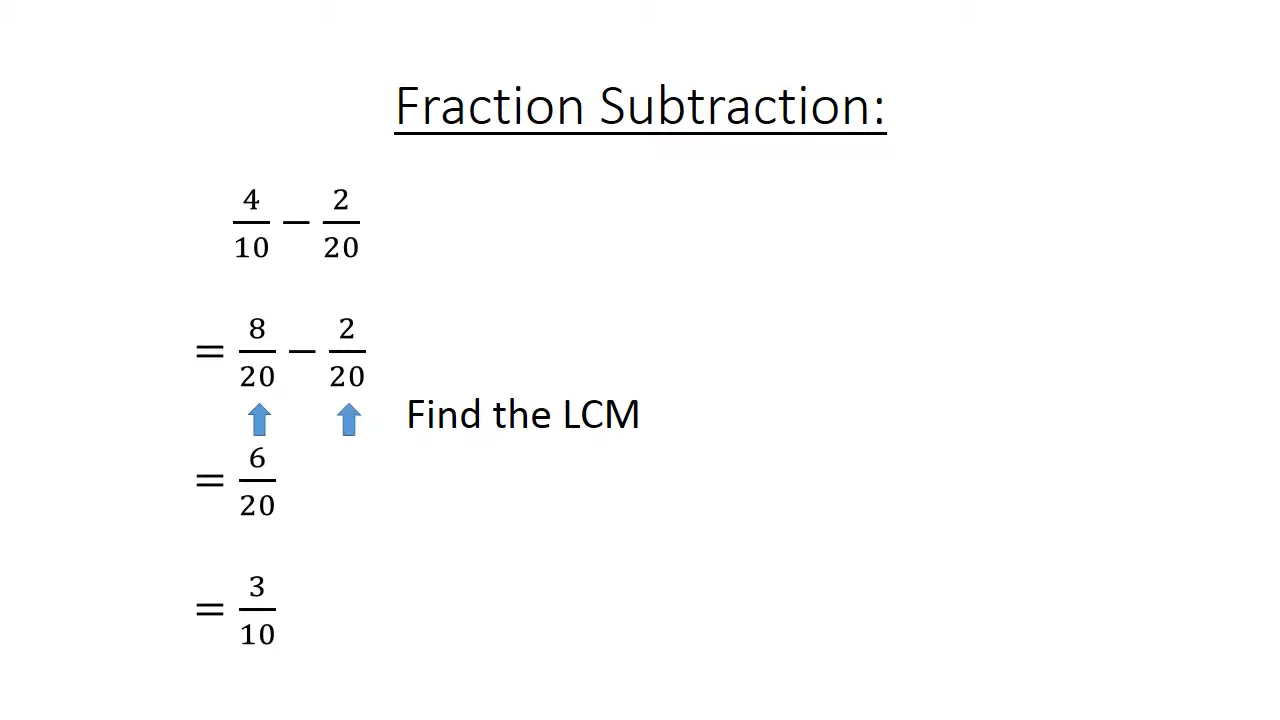 Fraction Subtraction:
4/10 − 2/20
= 8/20 − 2/20
Find the LCM
= 6/20
= 3/10